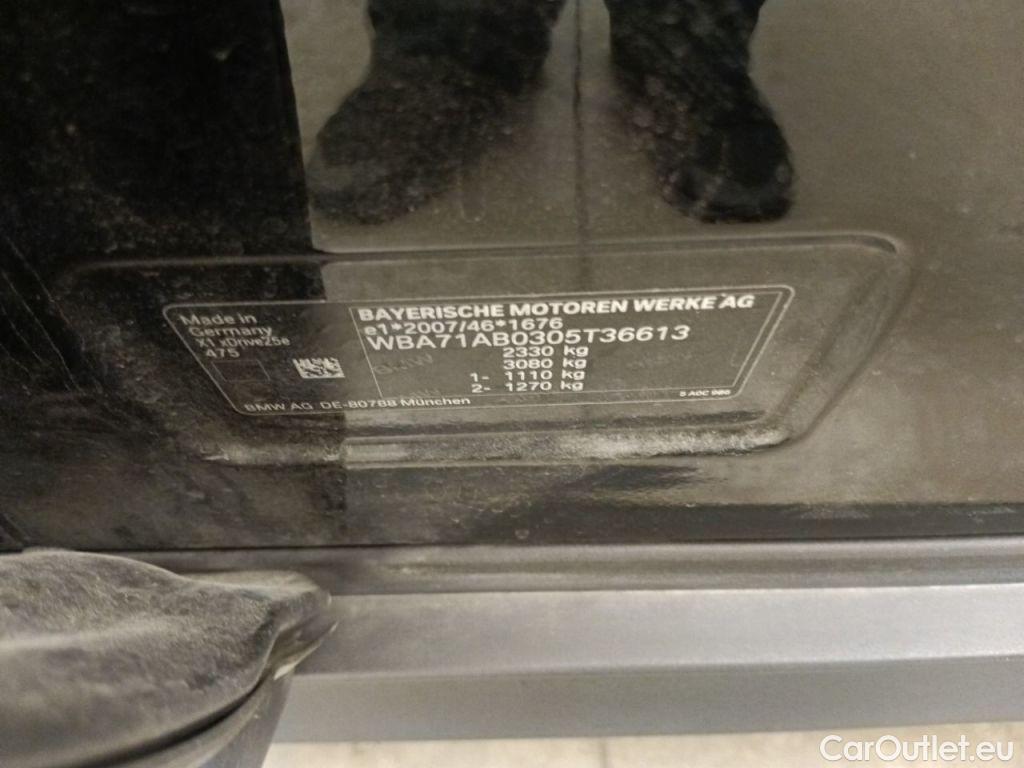 Made in
Germany
X1 xDrive25e
475
BAYERISCHE MOTOREN WERKE AG
e1*2007/46*1676
WBA71AB0305T36613
2330 kg
3080 kg
1- 1110 kg
2- 1270 kg
BMW AG DE-80788 München
CarOutlet.eu